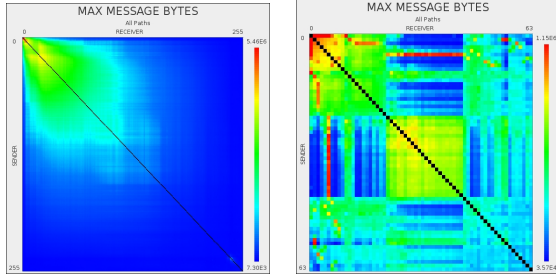 MAX MESSAGE BYTES
All Paths
RECEIVER
0
255
0
5.46E6
SENDER
255
7.30E3
MAX MESSAGE BYTES
All Paths
RECEIVER
0
63
0
1.15E6
SENDER
63
3.57E4